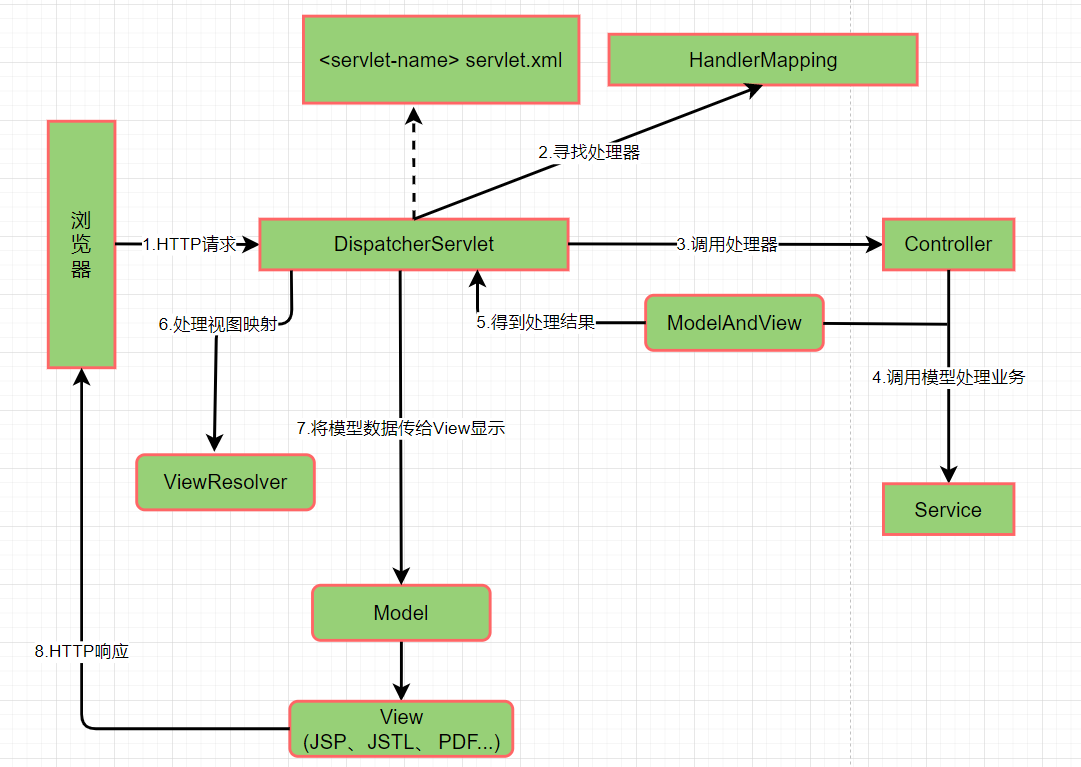 <servlet-name> servlet.xml
HandlerMapping
2.寻找处理器
浏
览
器
1.HTTP请求
DispatcherServlet
3.调用处理器
Controller
6.处理视图映射
5.得到处理结果
ModelAndView
4.调用模型处理业务
7.将模型数据传给View显示
ViewResolver
Service
Model
8.HTTP响应
View
(JSP、JSTL、 PDF...)